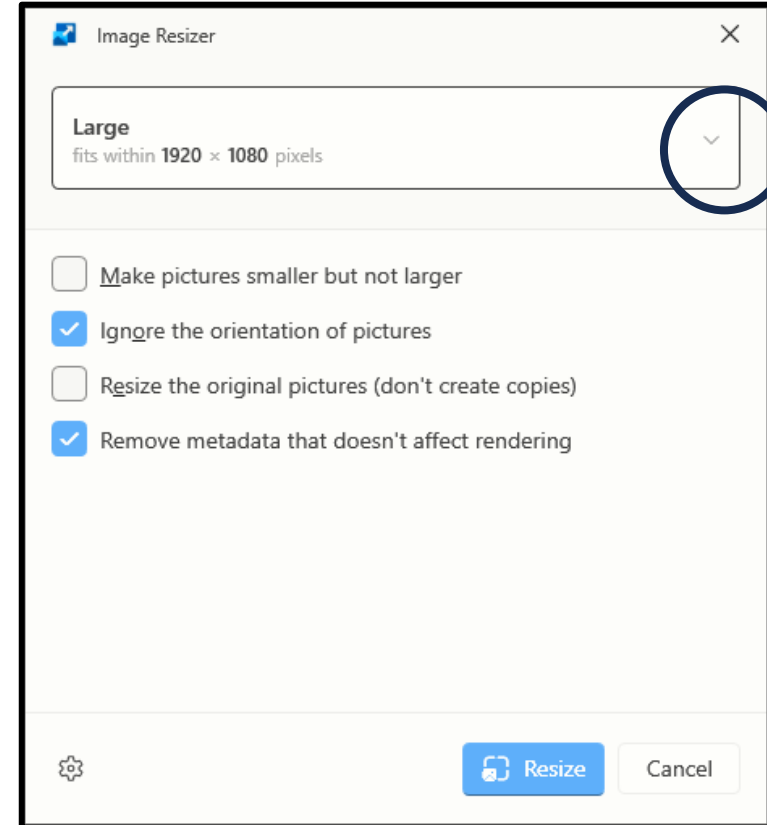 Image Resizer
Large
fits within 1920 × 1080 pixels
Make pictures smaller but not larger
Ignore the orientation of pictures
Resize the original pictures (don't create copies)
Remove metadata that doesn't affect rendering
Resize
Cancel